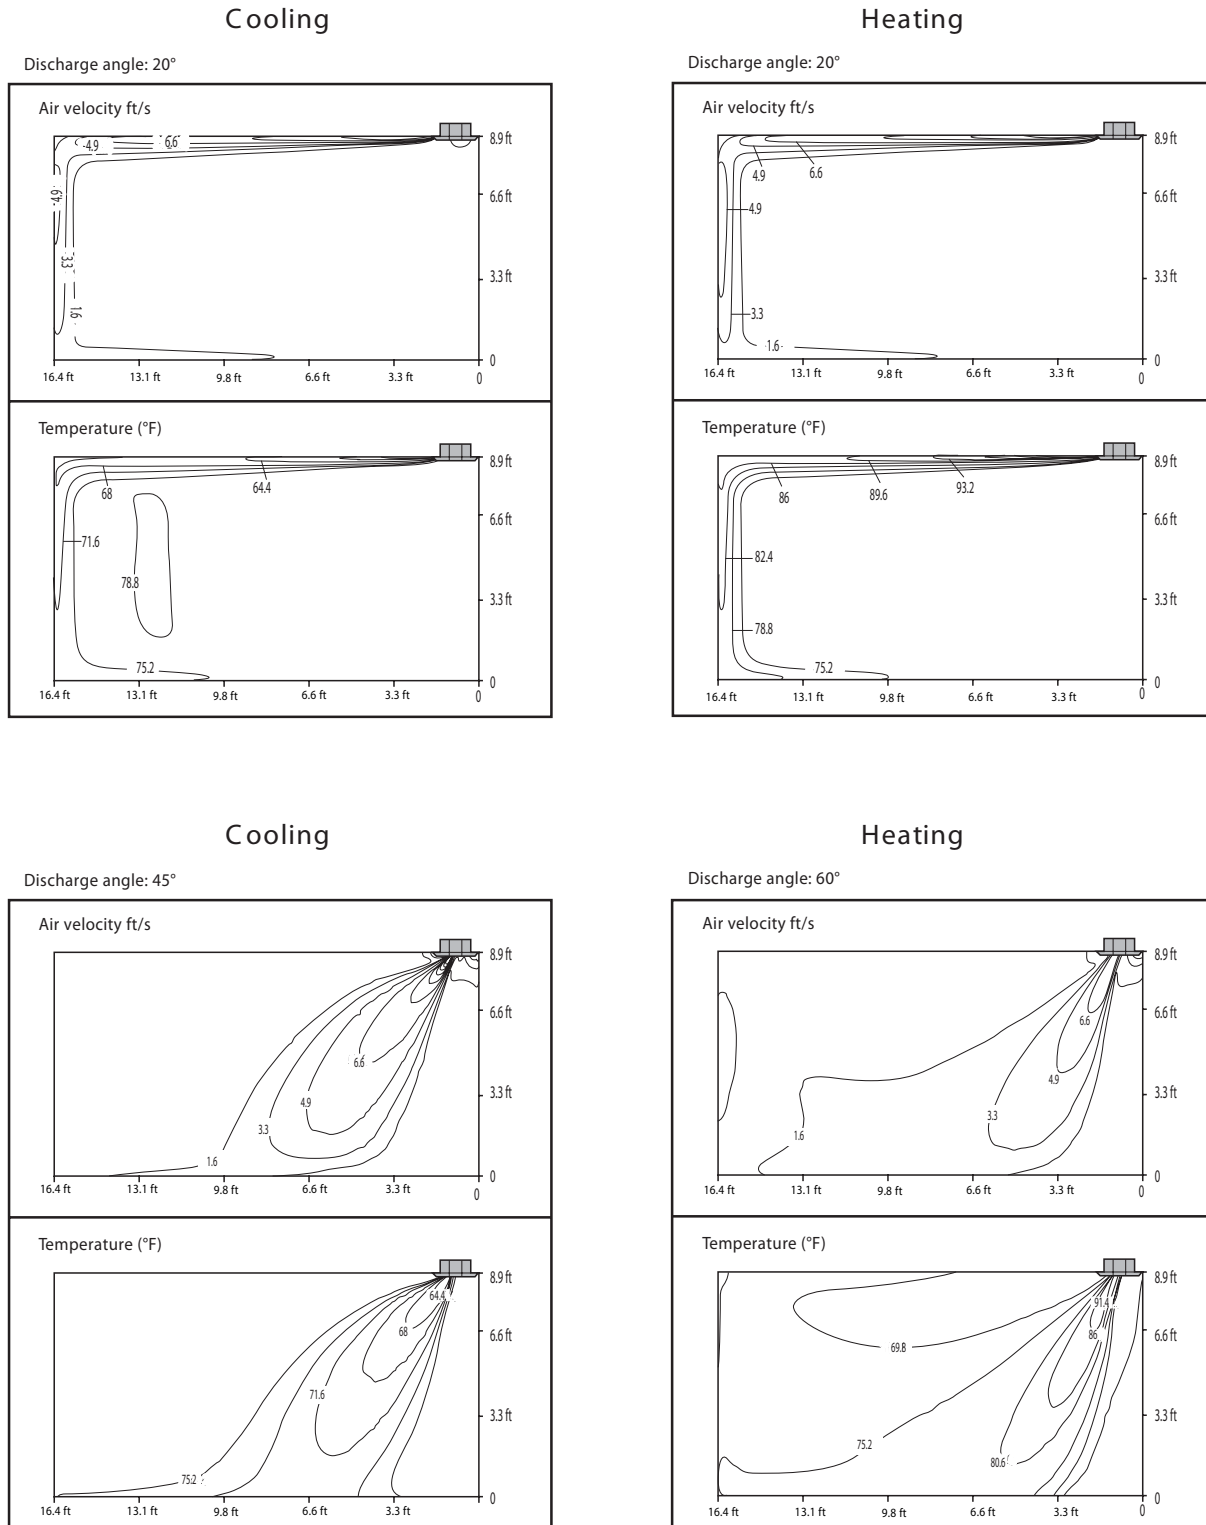 Cooling
Discharge angle: 20°
Air velocity ft/s
4.9
6.6
4.9
3.3
1.6
8.9 ft
6.6 ft
3.3 ft
0
16.4 ft 13.1 ft 9.8 ft 6.6 ft 3.3 ft 0
Temperature (°F)
68
64.4
71.6
78.8
75.2
8.9 ft
6.6 ft
3.3 ft
0
16.4 ft 13.1 ft 9.8 ft 6.6 ft 3.3 ft 0
Heating
Discharge angle: 20°
Air velocity ft/s
4.9
6.6
4.9
3.3
1.6
8.9 ft
6.6 ft
3.3 ft
0
16.4 ft 13.1 ft 9.8 ft 6.6 ft 3.3 ft 0
Temperature (°F)
86
89.6
93.2
82.4
78.8
75.2
8.9 ft
6.6 ft
3.3 ft
0
16.4 ft 13.1 ft 9.8 ft 6.6 ft 3.3 ft 0
Cooling
Discharge angle: 45°
Air velocity ft/s
6.6
4.9
3.3
1.6
8.9 ft
6.6 ft
3.3 ft
0
16.4 ft 13.1 ft 9.8 ft 6.6 ft 3.3 ft 0
Temperature (°F)
64.4
68
71.6
75.2
8.9 ft
6.6 ft
3.3 ft
0
16.4 ft 13.1 ft 9.8 ft 6.6 ft 3.3 ft 0
Heating
Discharge angle: 60°
Air velocity ft/s
6.6
4.9
3.3
1.6
8.9 ft
6.6 ft
3.3 ft
0
16.4 ft 13.1 ft 9.8 ft 6.6 ft 3.3 ft 0
Temperature (°F)
91.4
86
69.8
75.2
80.6
8.9 ft
6.6 ft
3.3 ft
0
16.4 ft 13.1 ft 9.8 ft 6.6 ft 3.3 ft 0